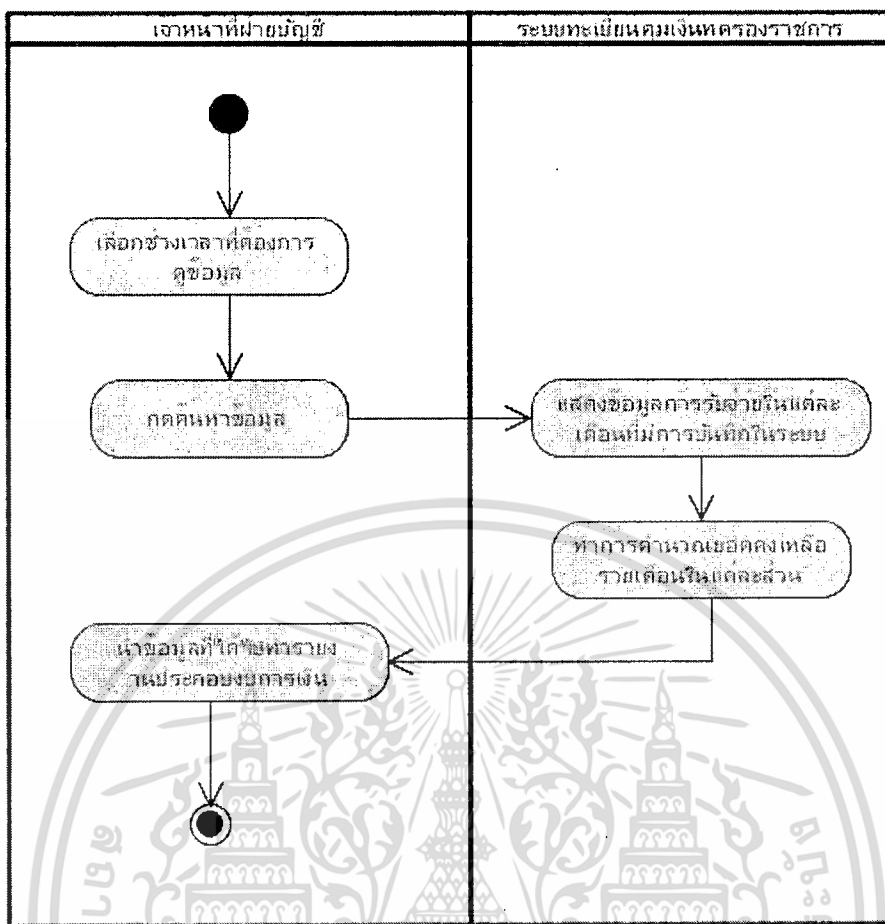 เจ้าหน้าที่ฝ่ายบัญชี
ระบบทะเบียนคุมเงินทดรองราชการ
เลือกช่วงเวลาที่ต้องการ
ดูข้อมูล
กดค้นหาข้อมูล
แสดงข้อมูลการรับจ่ายในแต่ละ
เดือนที่มีการบันทึกในระบบ
ทำการคำนวณยอดคงเหลือ
รายเดือนในแต่ละส่วน
นำข้อมูลที่ได้รับทำรายง
านประกอบงบการเงิน